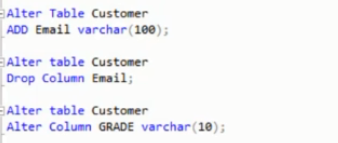 Alter Table Customer
ADD Email varchar(100);
Alter table Customer
Drop Column Email;
Alter table Customer
Alter Column GRADE varchar(10);